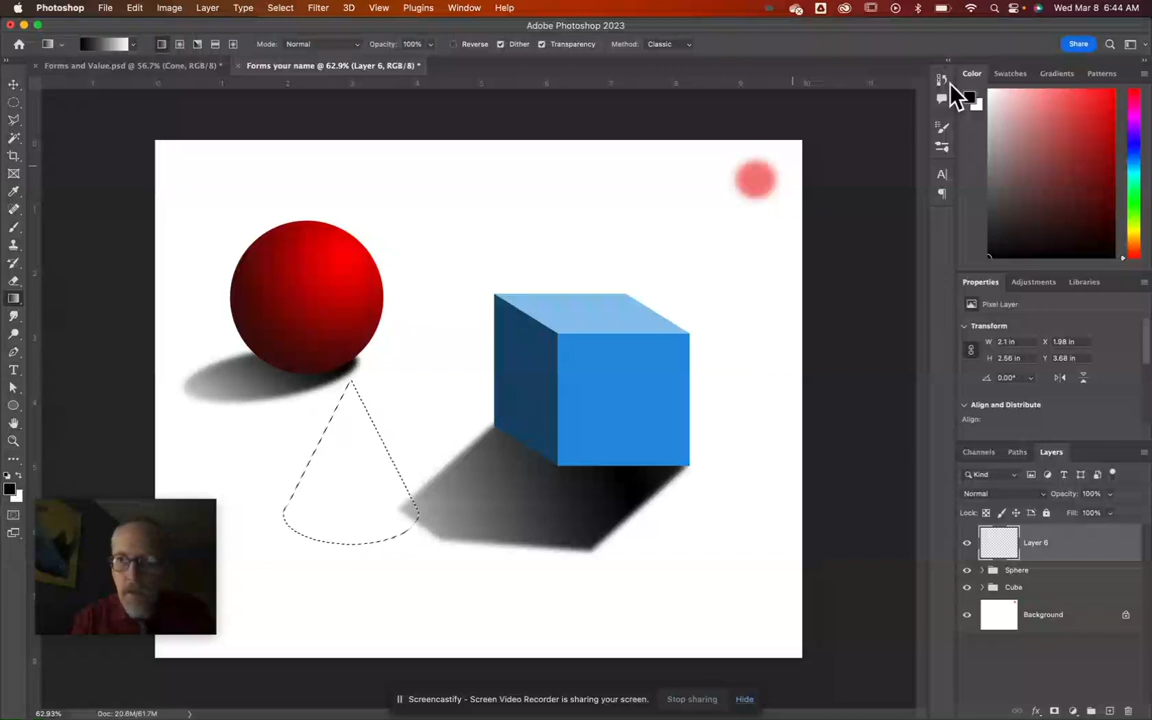 Photoshop File Edit Image Layer Type Select Filter 3D View Plugins Window Help Wed Mar 8 6:44 AM
Adobe Photoshop 2023
Mode: Normal Opacity: 100% Reverse Dither Transparency Method: Classic Share
Forms and Value.psd @ 56.7% (Cone, RGB/8) * × Forms your name @ 62.9% (Layer 6, RGB/8) *
Color Swatches Gradients Patterns
Properties Adjustments Libraries
Pixel Layer
Transform
W 2.1 in X 1.98 in
H 2.56 in Y 3.68 in
0.00°
Align and Distribute
Align:
Channels Paths Layers
Kind
Normal Opacity: 100%
Lock: Fill: 100%
Layer 6
Sphere
Cube
Background
Screencastify - Screen Video Recorder is sharing your screen. Stop sharing Hide
62.93% Doc: 20.6M/61.7M